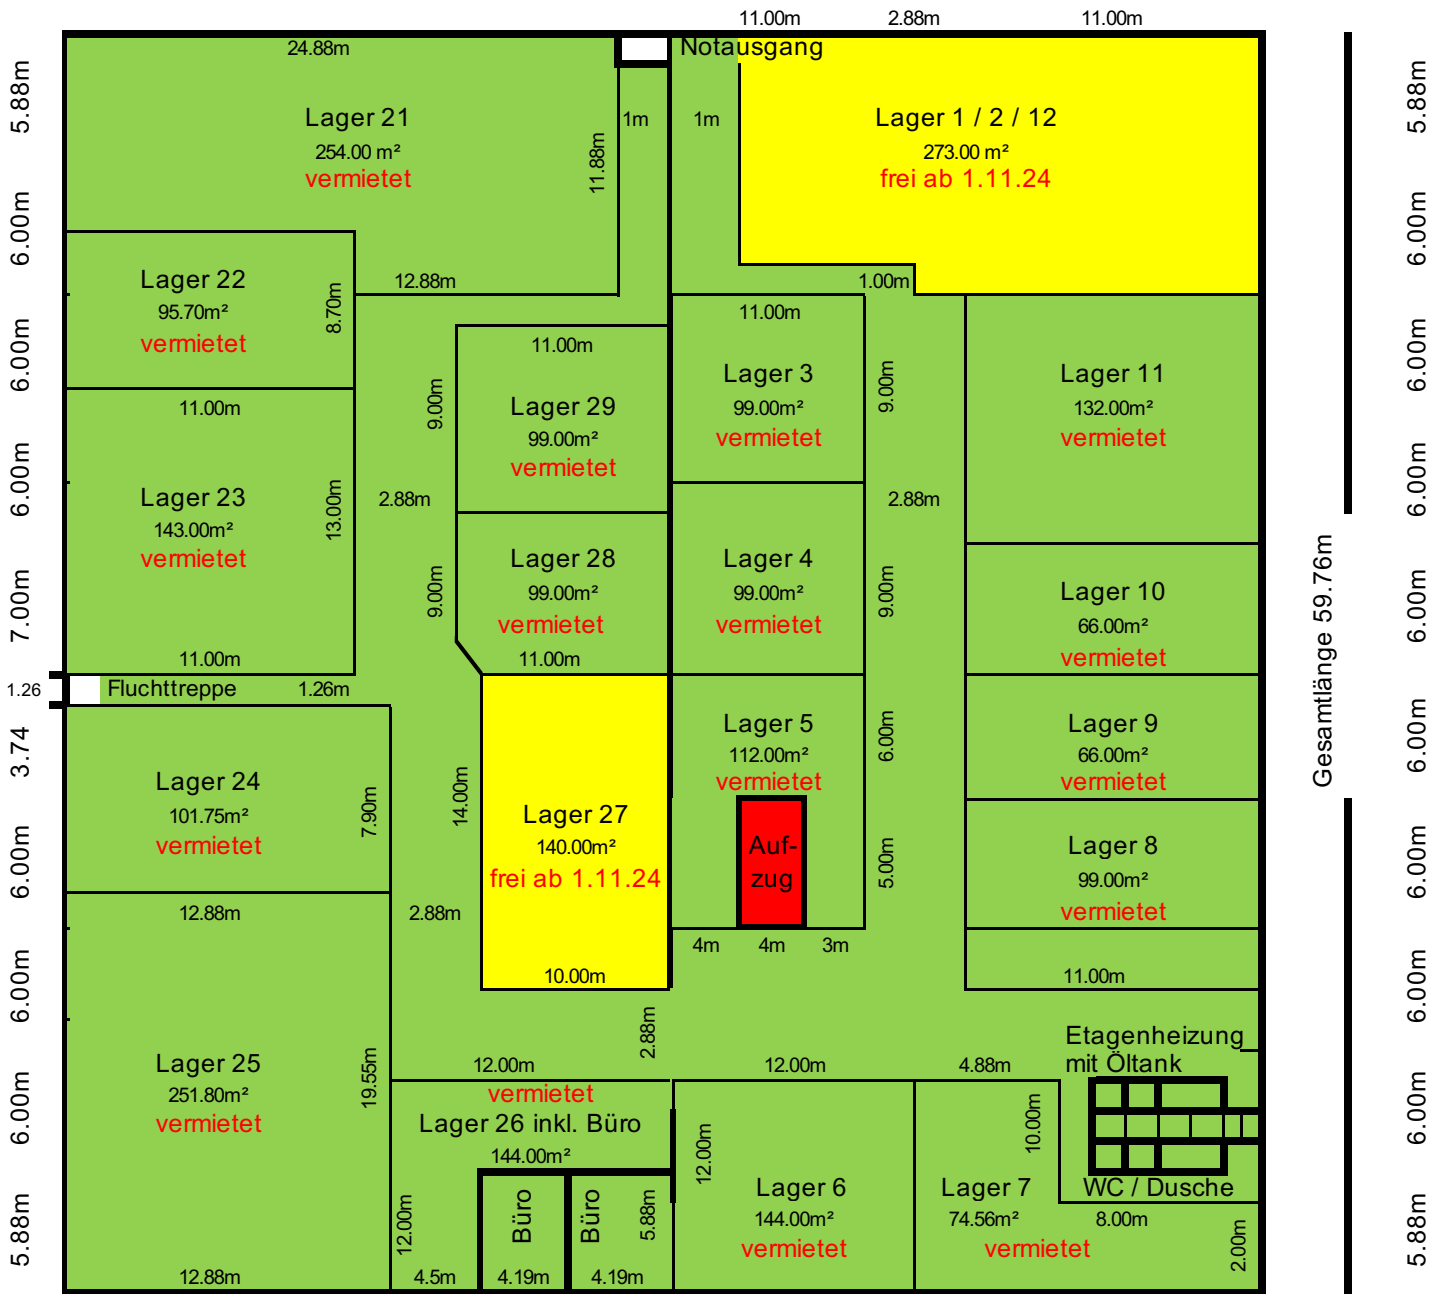 11.00m 2.88m 11.00m
24.88m
Notausgang
5.88m
6.00m
6.00m
6.00m
7.00m
1.26
3.74
6.00m
6.00m
6.00m
5.88m
Lager 21
254.00 m²
vermietet
11.88m
1m
1m
Lager 1 / 2 / 12
273.00 m²
frei ab 1.11.24
12.88m
1.00m
Lager 22
95.70m²
vermietet
8.70m
11.00m
Lager 23
143.00m²
vermietet
13.00m
11.00m
2.88m
11.00m
9.00m
Lager 29
99.00m²
vermietet
Lager 28
99.00m²
vermietet
9.00m
11.00m
11.00m
Lager 3
99.00m²
vermietet
9.00m
Lager 4
99.00m²
vermietet
9.00m
2.88m
Lager 11
132.00m²
vermietet
Lager 10
66.00m²
vermietet
Fluchttreppe 1.26m
Lager 24
101.75m²
vermietet
7.90m
12.88m
14.00m
Lager 27
140.00m²
frei ab 1.11.24
10.00m
2.88m
Lager 5
112.00m²
vermietet
6.00m
Auf-
zug
5.00m
4m 4m 3m
Lager 9
66.00m²
vermietet
Lager 8
99.00m²
vermietet
11.00m
Lager 25
251.80m²
vermietet
19.55m
12.88m
2.88m
12.00m
vermietet
Lager 26 inkl. Büro
144.00m²
12.00m
4.5m
Büro
4.19m
Büro
5.88m
4.19m
12.00m
12.00m
Lager 6
144.00m²
vermietet
4.88m
10.00m
Lager 7
74.56m²
vermietet
Etagenheizung
mit Öltank
WC / Dusche
8.00m
2.00m
Gesamtlänge 59.76m
5.88m
6.00m
6.00m
6.00m
6.00m
6.00m
6.00m
6.00m
6.00m
5.88m